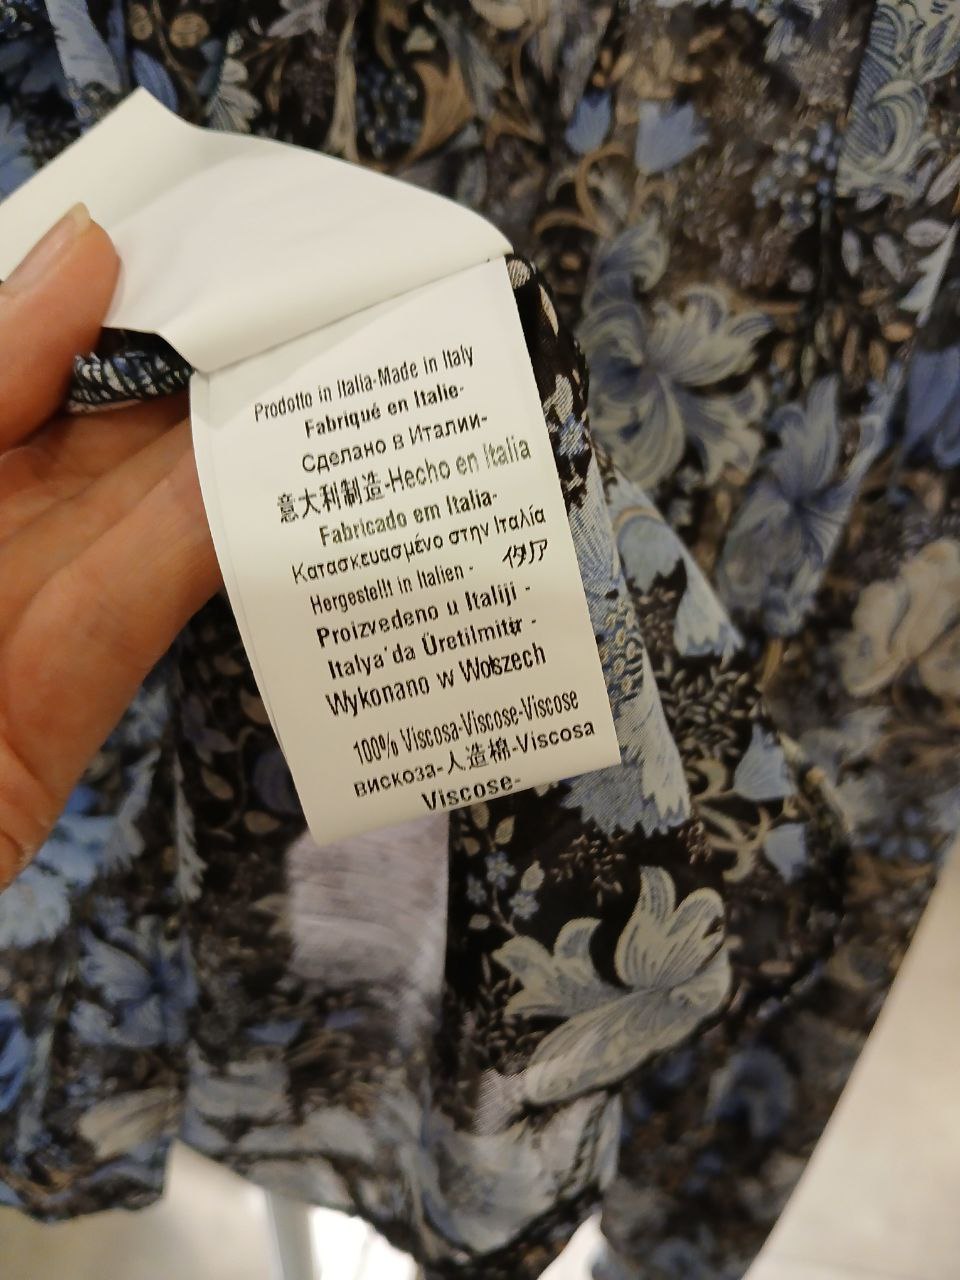 Prodotto in Italia-Made in Italy
Fabriqué en Italie-
Сделано в Италии-
意大利制造-Hecho en Italia
Fabricado em Italia-
Κατασκευασμένο στην Ιταλία
Hergestellt in Italien - イタリア
Proizvedeno u Italiji -
Italya'da Üretilmiştir -
Wykonano w Wołszech
100% Viscosa-Viscose-Viscose
вискоза-人造棉-Viscosa
Viscose-